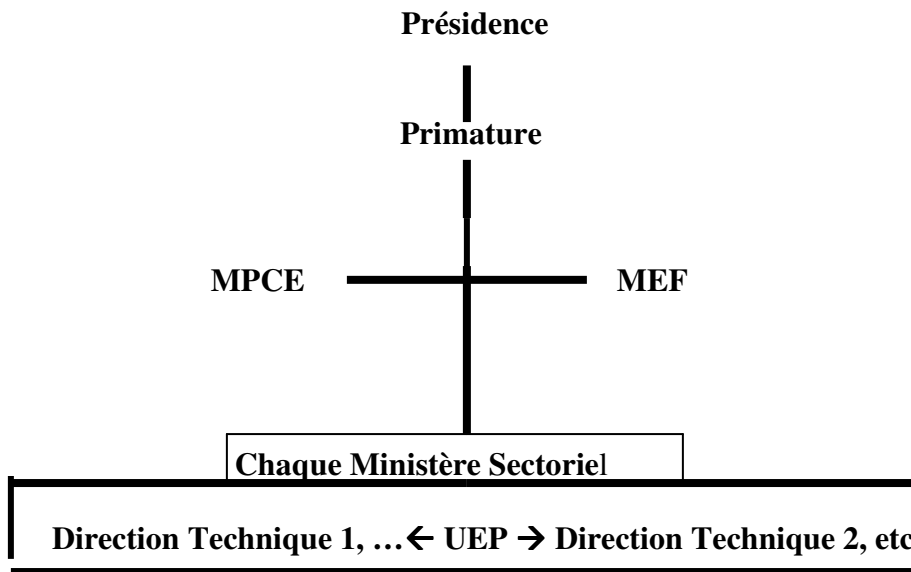 Présidence
Primature
MPCE MEF
Chaque Ministère Sectoriel
Direction Technique 1, …← UEP → Direction Technique 2, etc